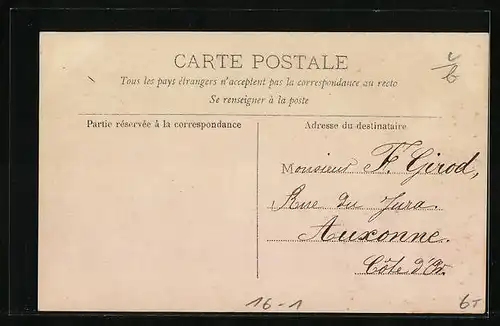 CARTE POSTALE
Tous les pays étrangers n'acceptent pas la correspondance au recto
Se renseigner à la poste
Partie réservée à la correspondance
Adresse du destinataire
Monsieur F. Girod,
Rue du Jura.
Auxonne.
Côte d'Or.
16-1